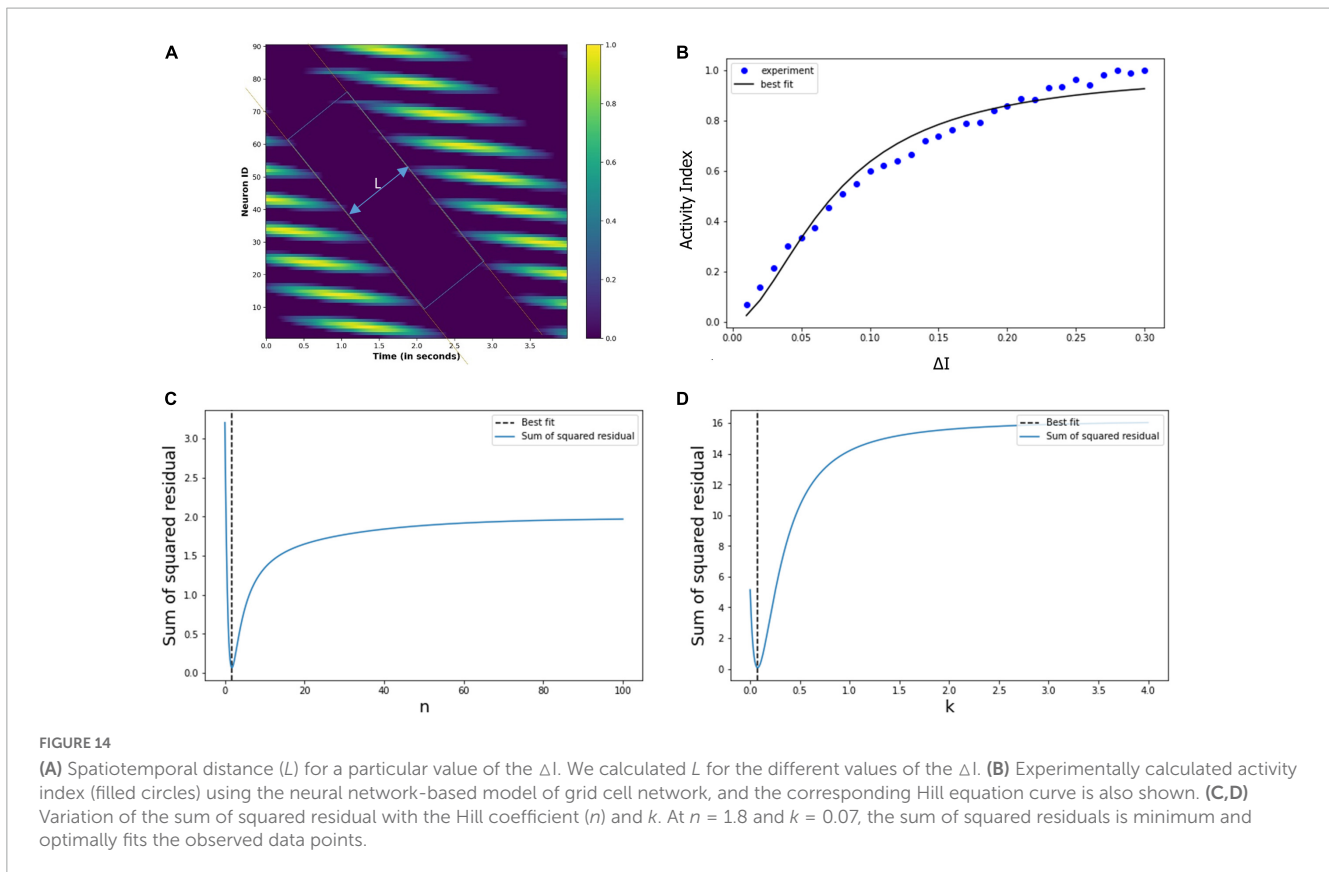 A
90
80
70
60
50
40
30
20
10
Neuron ID
L
0.0 0.5 1.0 1.5 2.0 2.5 3.0 3.5
Time (in seconds)
1.0
0.8
0.6
0.4
0.2
0.0
B
experiment
best fit
1.0
0.8
0.6
0.4
0.2
0.0
Activity Index
0.00 0.05 0.10 0.15 0.20 0.25 0.30
ΔI
C
Best fit
Sum of squared residual
3.0
2.5
2.0
1.5
1.0
0.5
0.0
Sum of squared residual
0 20 40 60 80 100
n
D
Best fit
Sum of squared residual
16
14
12
10
8
6
4
2
0
Sum of squared residual
0.0 0.5 1.0 1.5 2.0 2.5 3.0 3.5 4.0
k
FIGURE 14
(A) Spatiotemporal distance (L) for a particular value of the △I. We calculated L for the different values of the △I. (B) Experimentally calculated activity
index (filled circles) using the neural network-based model of grid cell network, and the corresponding Hill equation curve is also shown. (C,D)
Variation of the sum of squared residual with the Hill coefficient (n) and k. At n = 1.8 and k = 0.07, the sum of squared residuals is minimum and
optimally fits the observed data points.